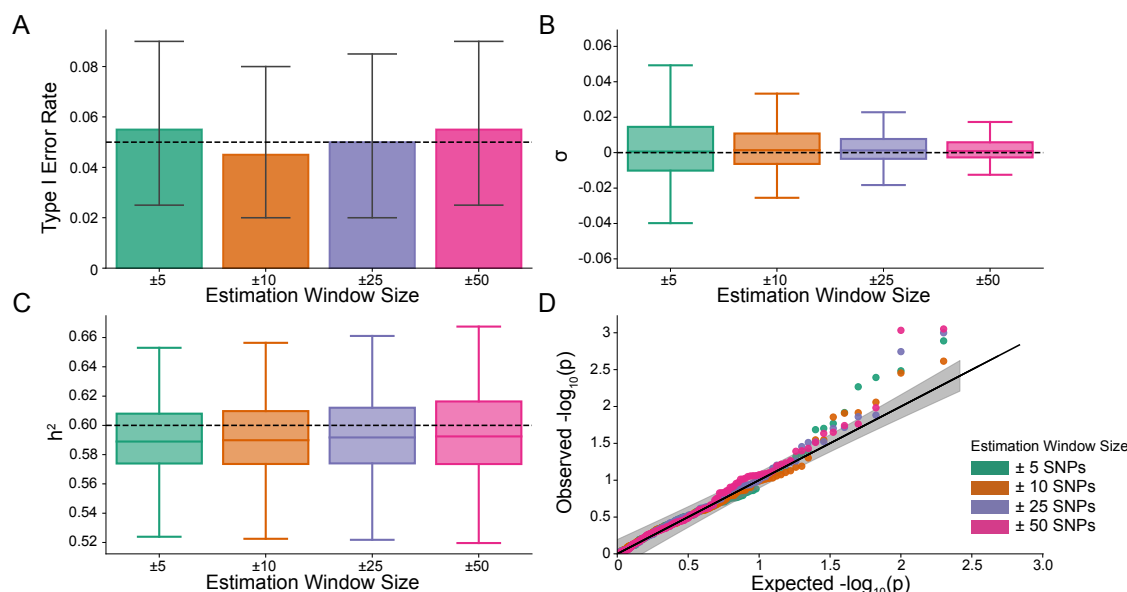 A
Type I Error Rate
0.08
0.06
0.04
0.02
0
±5
±10
±25
±50
Estimation Window Size
B
σ
0.06
0.04
0.02
0
-0.02
-0.04
-0.06
±5
±10
±25
±50
Estimation Window Size
C
h²
0.66
0.64
0.62
0.60
0.58
0.56
0.54
0.52
±5
±10
±25
±50
Estimation Window Size
D
Observed -log₁₀(p)
3
2.5
2.0
1.5
1.0
0.5
0
0
0.5
1
1.5
2
2.5
3.0
Expected -log₁₀(p)
Estimation Window Size
± 5 SNPs
± 10 SNPs
± 25 SNPs
± 50 SNPs